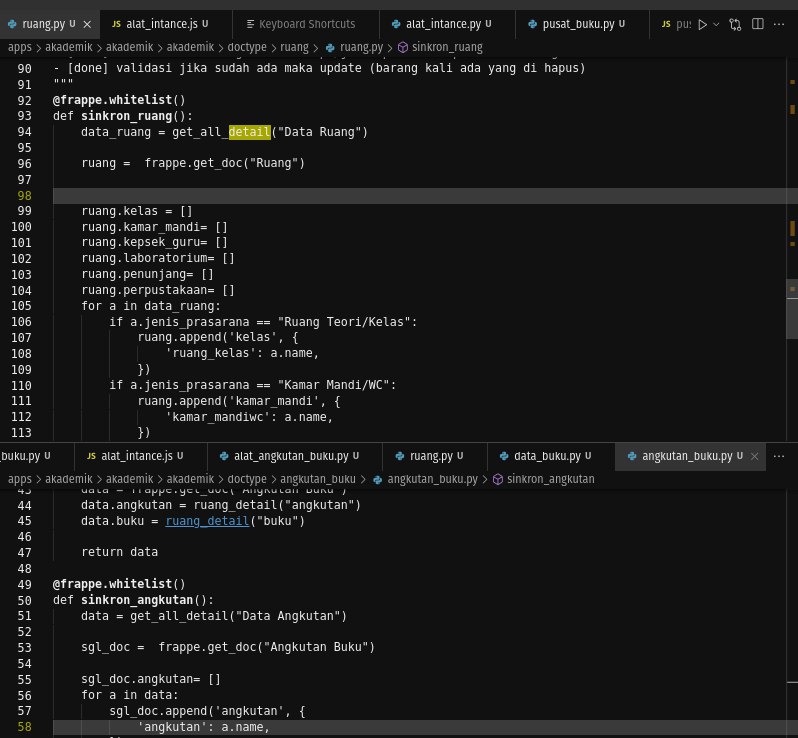 ruang.py U
JS alat_intance.js U
Keyboard Shortcuts
alat_intance.py U
pusat_buku.py U
JS
apps > akademik > akademik > akademik > doctype > ruang > ruang.py > sinkron_ruang
90 - [done] validasi jika sudah ada maka update (barang kali ada yang di hapus)
91 """
92 @frappe.whitelist()
93 def sinkron_ruang():
94 data_ruang = get_all_detail("Data Ruang")
95
96 ruang =  frappe.get_doc("Ruang")
97
98
99 ruang.kelas = []
100 ruang.kamar_mandi= []
101 ruang.kepsek_guru= []
102 ruang.laboratorium= []
103 ruang.penunjang= []
104 ruang.perpustakaan= []
105 for a in data_ruang:
106 if a.jenis_prasarana == "Ruang Teori/Kelas":
107 ruang.append('kelas', {
108 'ruang_kelas': a.name,
109 })
110 if a.jenis_prasarana == "Kamar Mandi/WC":
111 ruang.append('kamar_mandi', {
112 'kamar_mandiwc': a.name,
113 })
_buku.py U
JS alat_intance.js U
alat_angkutan_buku.py U
ruang.py U
data_buku.py U
angkutan_buku.py U
apps > akademik > akademik > akademik > doctype > angkutan_buku > angkutan_buku.py > sinkron_angkutan
43 data = frappe.get_doc("Angkutan Buku")
44 data.angkutan = ruang_detail("angkutan")
45 data.buku = ruang_detail("buku")
46
47 return data
48
49 @frappe.whitelist()
50 def sinkron_angkutan():
51 data = get_all_detail("Data Angkutan")
52
53 sgl_doc =  frappe.get_doc("Angkutan Buku")
54
55 sgl_doc.angkutan= []
56 for a in data:
57 sgl_doc.append('angkutan', {
58 'angkutan': a.name,